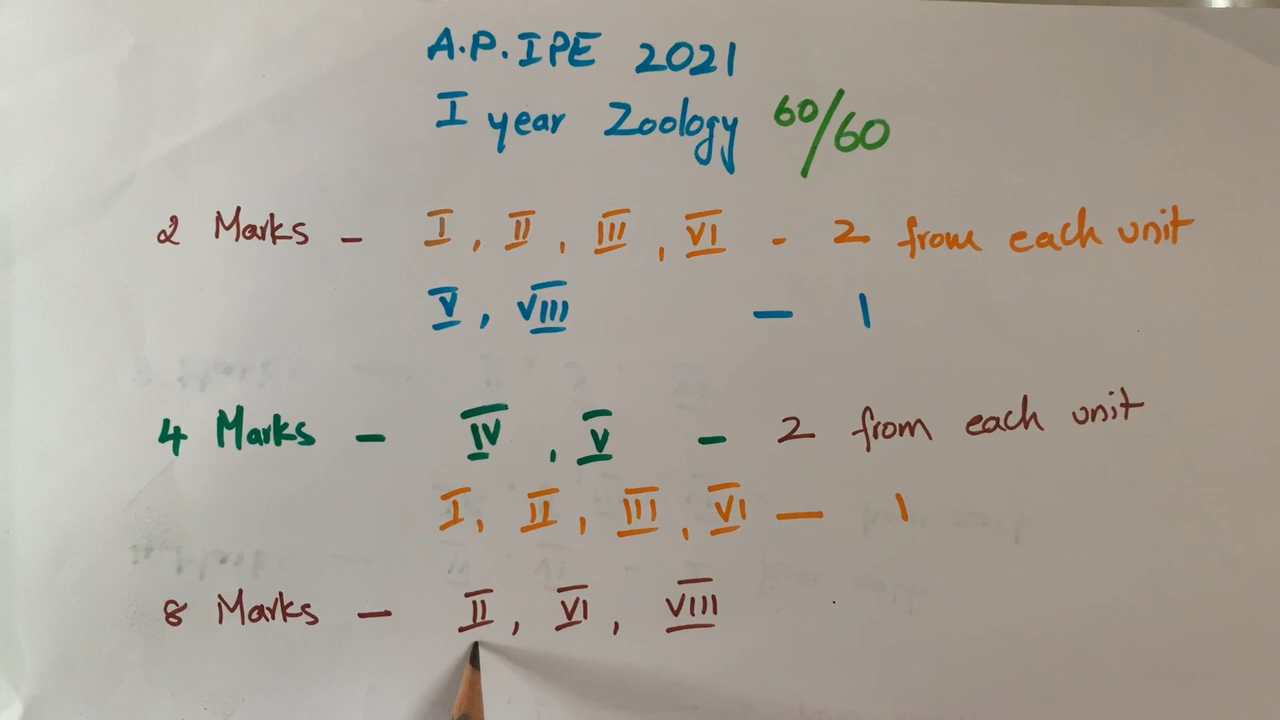 A.P. IPE 2021
I year Zoology 60/60
2 Marks - I, II, III, VI - 2 from each unit
V, VIII - 1
4 Marks - IV, V - 2 from each unit
I, II, III, VI - 1
8 Marks - II, VI, VIII